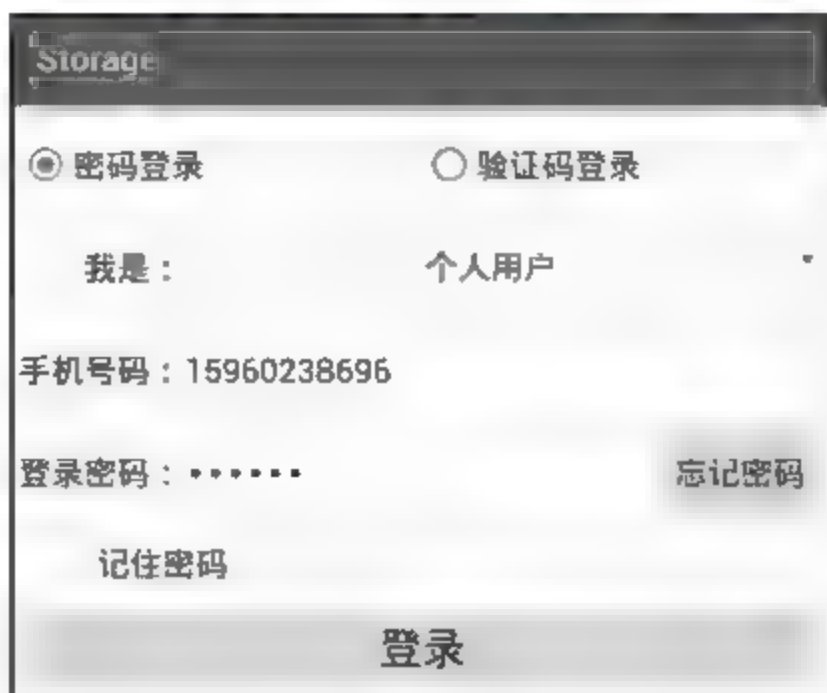 Storage
密码登录 验证码登录
我是： 个人用户
手机号码：15960238696
登录密码：•••••• 忘记密码
记住密码
登录